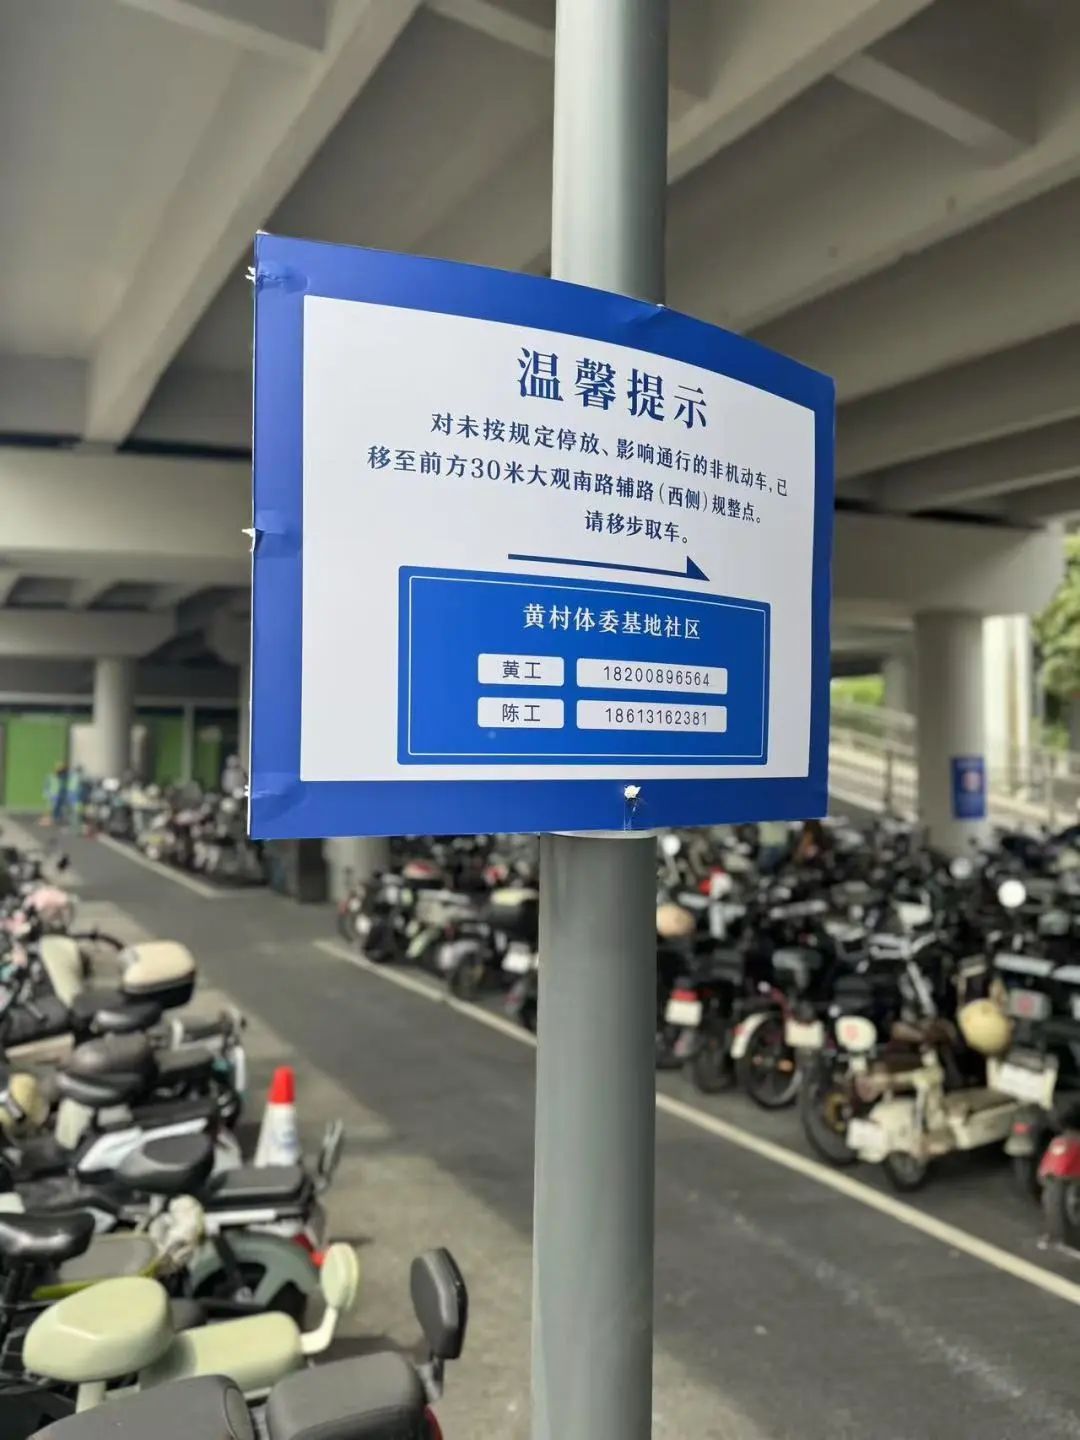 温馨提示
对未按规定停放、影响通行的非机动车,已
移至前方30米大观南路辅路(西侧)规整点。
请移步取车。
黄村体委基地社区
黄工 18200896564
陈工 18613162381